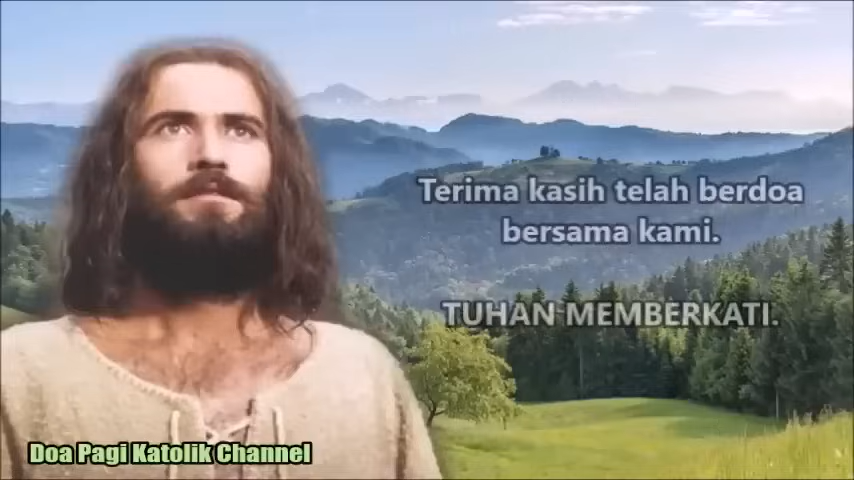 Terima kasih telah berdoa
bersama kami.
TUHAN MEMBERKATI.
Doa Pagi Katolik Channel